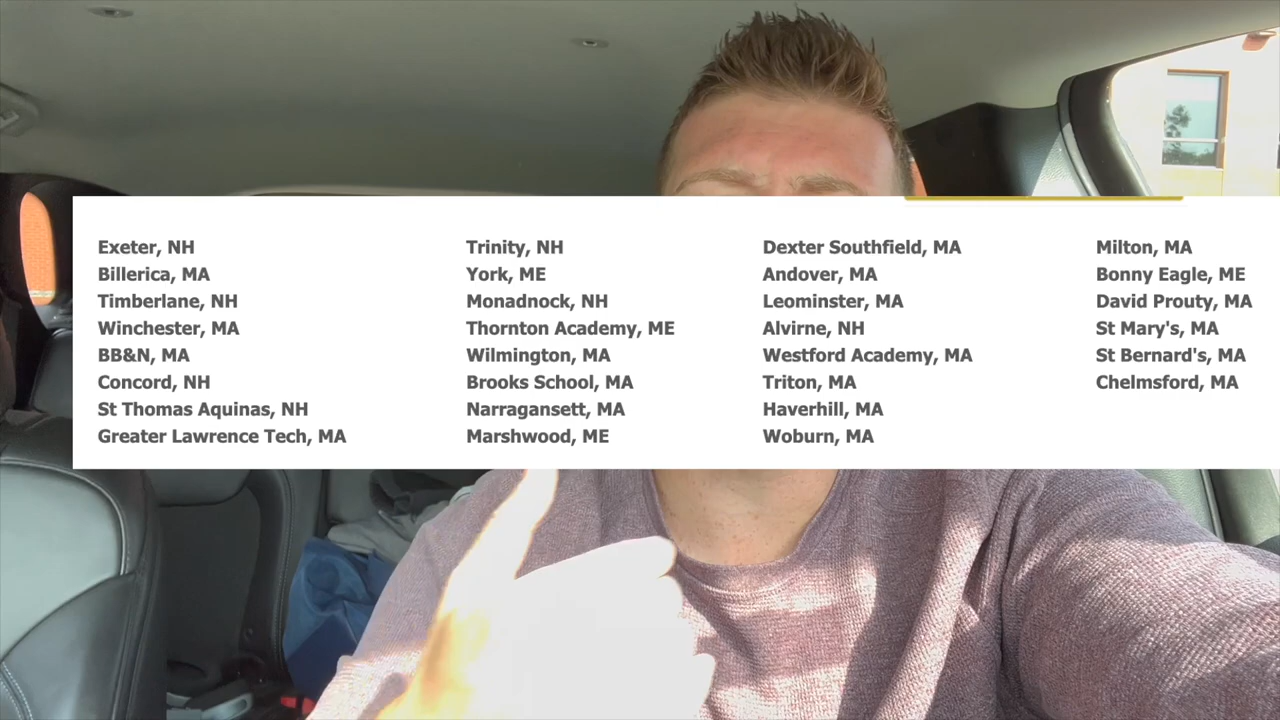 Exeter, NH
Billerica, MA
Timberlane, NH
Winchester, MA
BB&N, MA
Concord, NH
St Thomas Aquinas, NH
Greater Lawrence Tech, MA
Trinity, NH
York, ME
Monadnock, NH
Thornton Academy, ME
Wilmington, MA
Brooks School, MA
Narragansett, MA
Marshwood, ME
Dexter Southfield, MA
Andover, MA
Leominster, MA
Alvirne, NH
Westford Academy, MA
Triton, MA
Haverhill, MA
Woburn, MA
Milton, MA
Bonny Eagle, ME
David Prouty, MA
St Mary's, MA
St Bernard's, MA
Chelmsford, MA